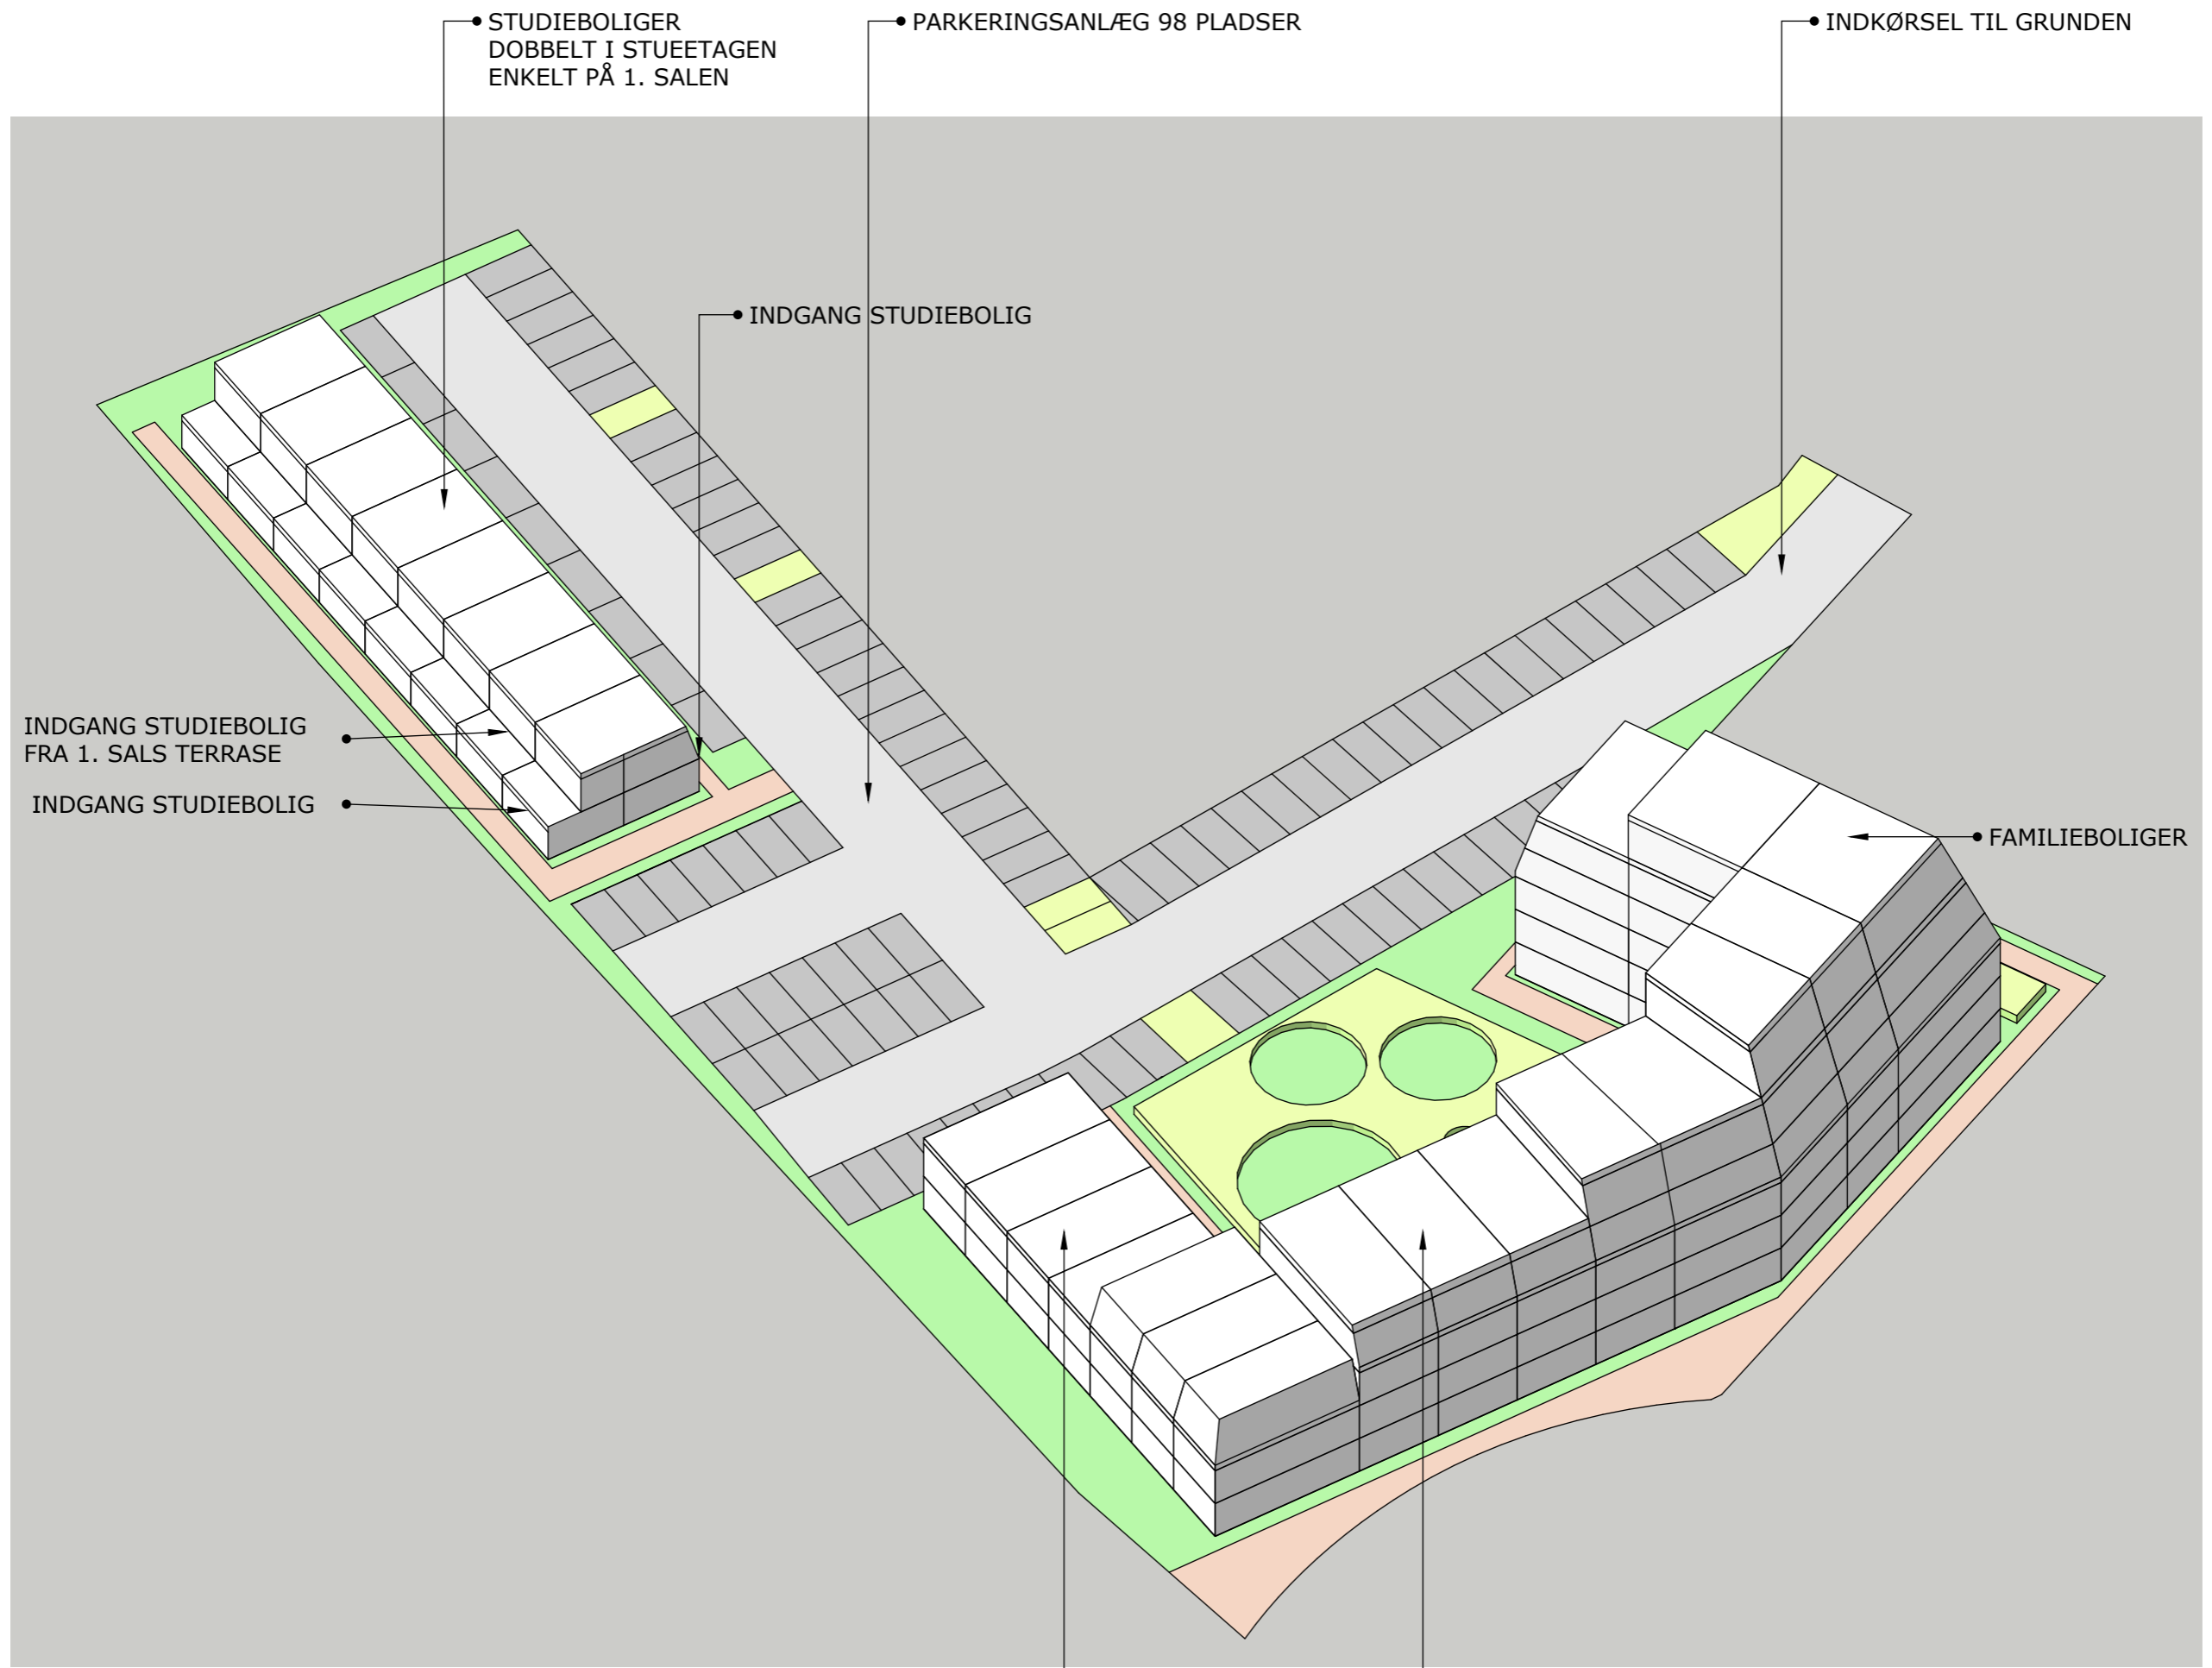 STUDIEBOLIGER
DOBBELT I STUEETAGEN
ENKELT PÅ 1. SALEN
PARKERINGSANLÆG 98 PLADSER
INDKØRSEL TIL GRUNDEN
INDGANG STUDIEBOLIG
INDGANG STUDIEBOLIG
FRA 1. SALS TERRASE
INDGANG STUDIEBOLIG
FAMILIEBOLIGER